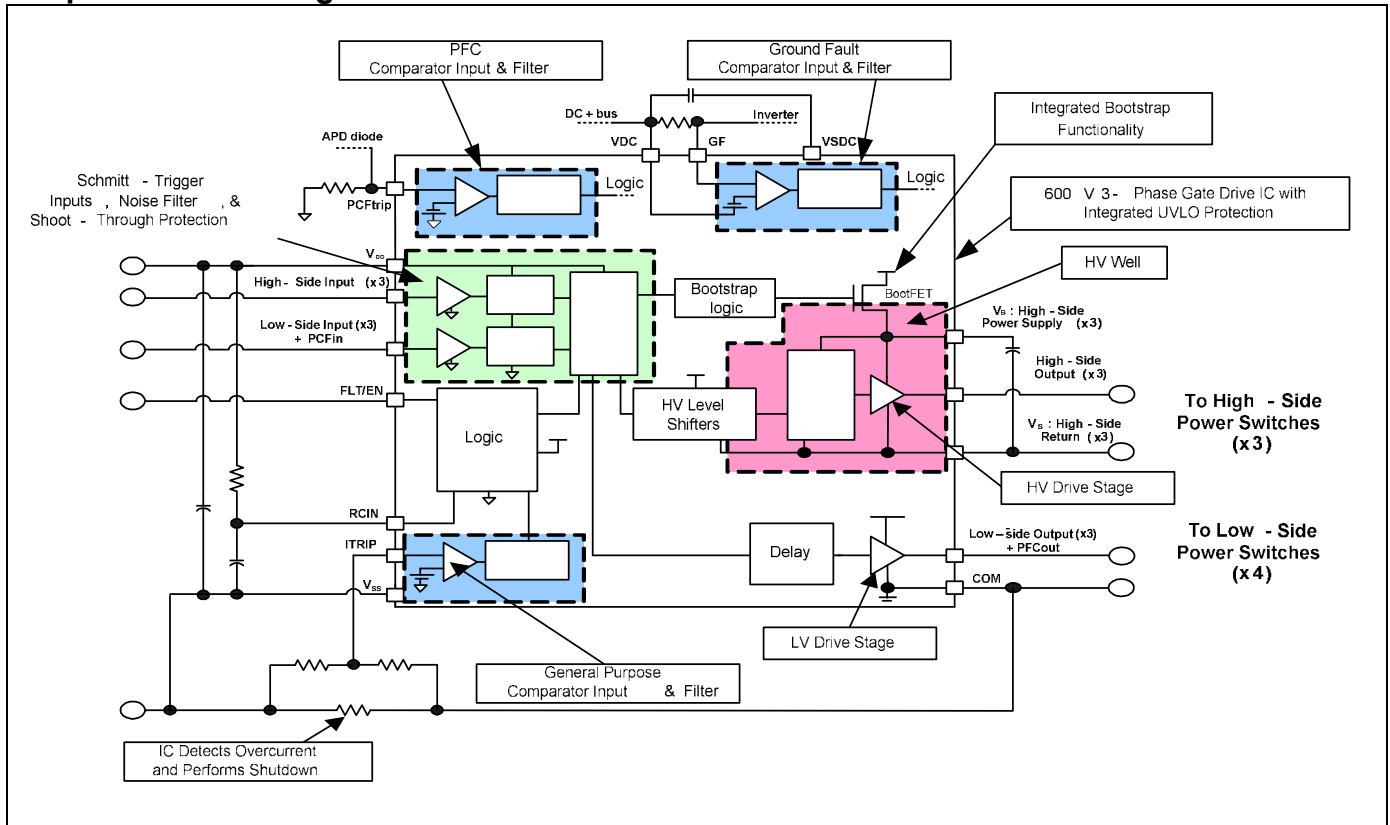 PFC
Comparator Input & Filter
Ground Fault
Comparator Input & Filter
Integrated Bootstrap
Functionality
DC + bus
Inverter
APD diode
VDC
GF
VSDC
Schmitt - Trigger
Inputs , Noise Filter , &
Shoot - Through Protection
PCFtrip
Logic
Logic
600 V 3 - Phase Gate Drive IC with
Integrated UVLO Protection
HV Well
High - Side Input (x3)
Bootstrap
logic
BootFET
VB : High - Side
Power Supply (x3)
Low - Side Input (x3)
+ PCFin
High - Side
Output (x3)
FLT/EN
HV Level
Shifters
To High - Side
Power Switches
(x3)
Logic
VS : High - Side
Return (x3)
HV Drive Stage
RCIN
ITRIP
Delay
Low - side Output (x3)
+ PFCout
To Low - Side
Power Switches
(x4)
COM
VSS
LV Drive Stage
General Purpose
Comparator Input & Filter
IC Detects Overcurrent
and Performs Shutdown